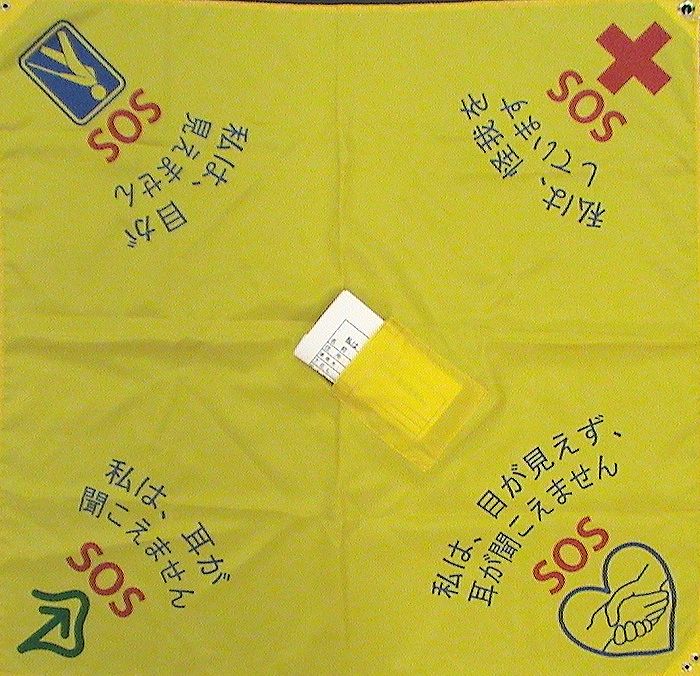 SOS
私は、目が
見えません
SOS
私は、怪我を
しています
私は、耳が
聞こえません
SOS
私は、目が見えず、
耳が聞こえません
SOS